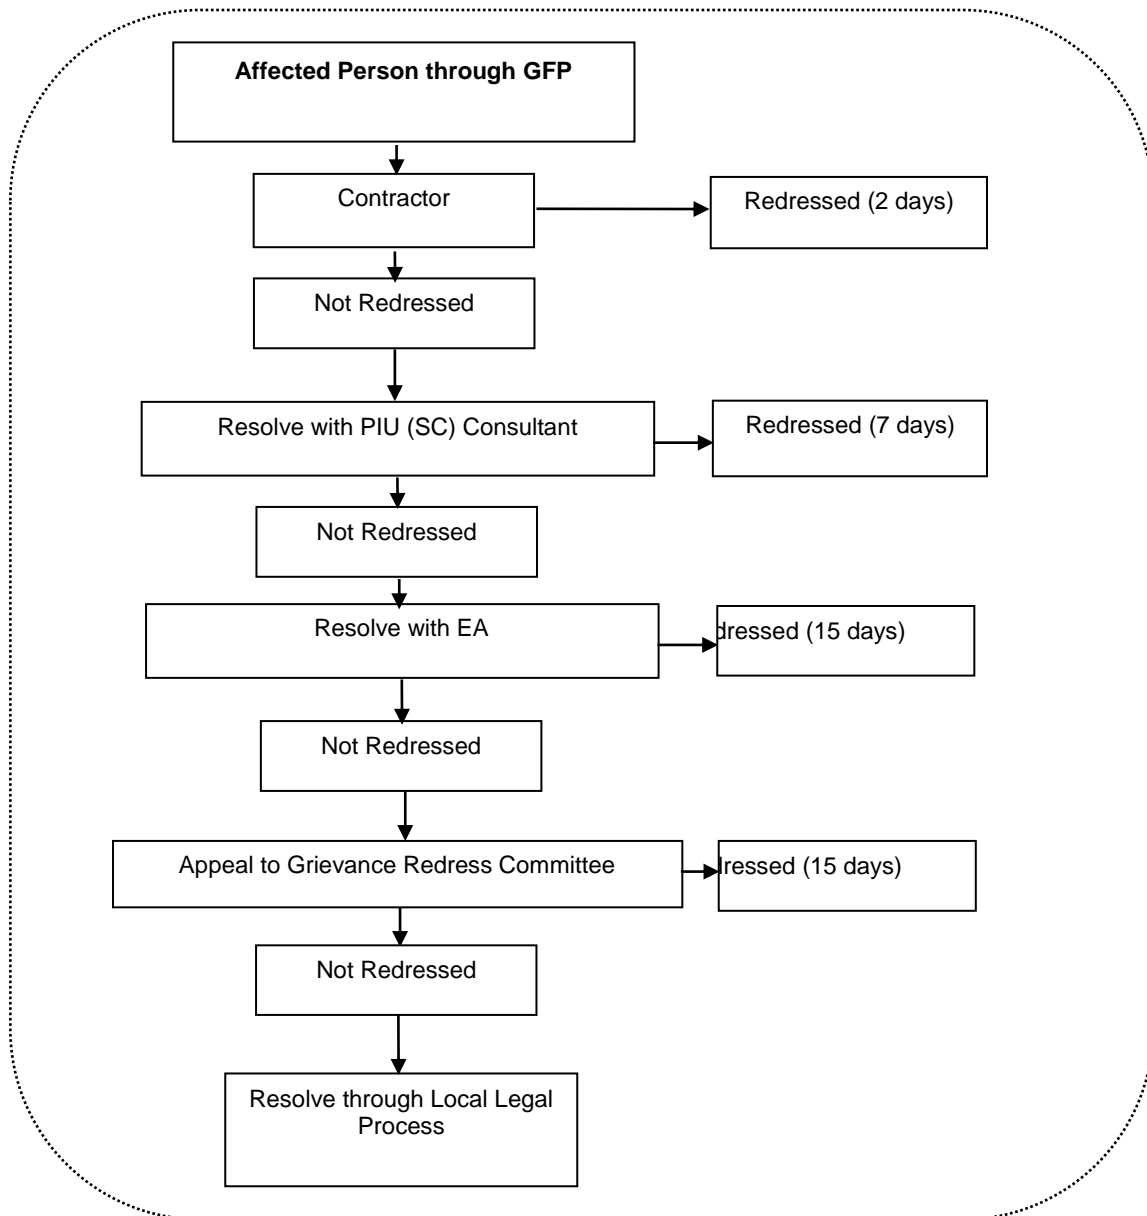 Affected Person through GFP
Contractor
Redressed (2 days)
Not Redressed
Resolve with PIU (SC) Consultant
Redressed (7 days)
Not Redressed
Resolve with EA
dressed (15 days)
Not Redressed
Appeal to Grievance Redress Committee
dressed (15 days)
Not Redressed
Resolve through Local Legal
Process